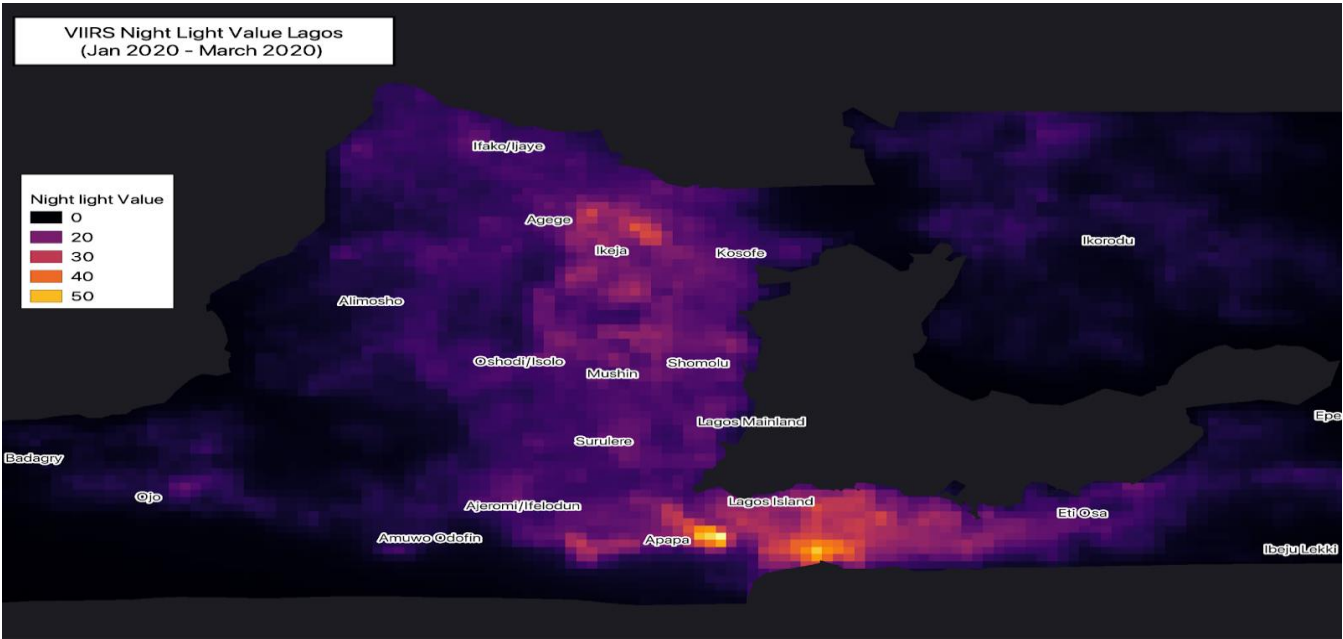 VIIRS Night Light Value Lagos
(Jan 2020 - March 2020)
Ifako/Ijaye
Night light Value
0
20
30
40
50
Agege
Ikeja
Kosofe
Ikorodu
Alimosho
Oshodi/Isolo
Mushin
Shomolu
Lagos Mainland
Epe
Surulere
Badagry
Ojo
Ajeromi/Ifelodun
Lagos Island
Eti Osa
Amuwo Odofin
Apapa
Ibeju Lekki